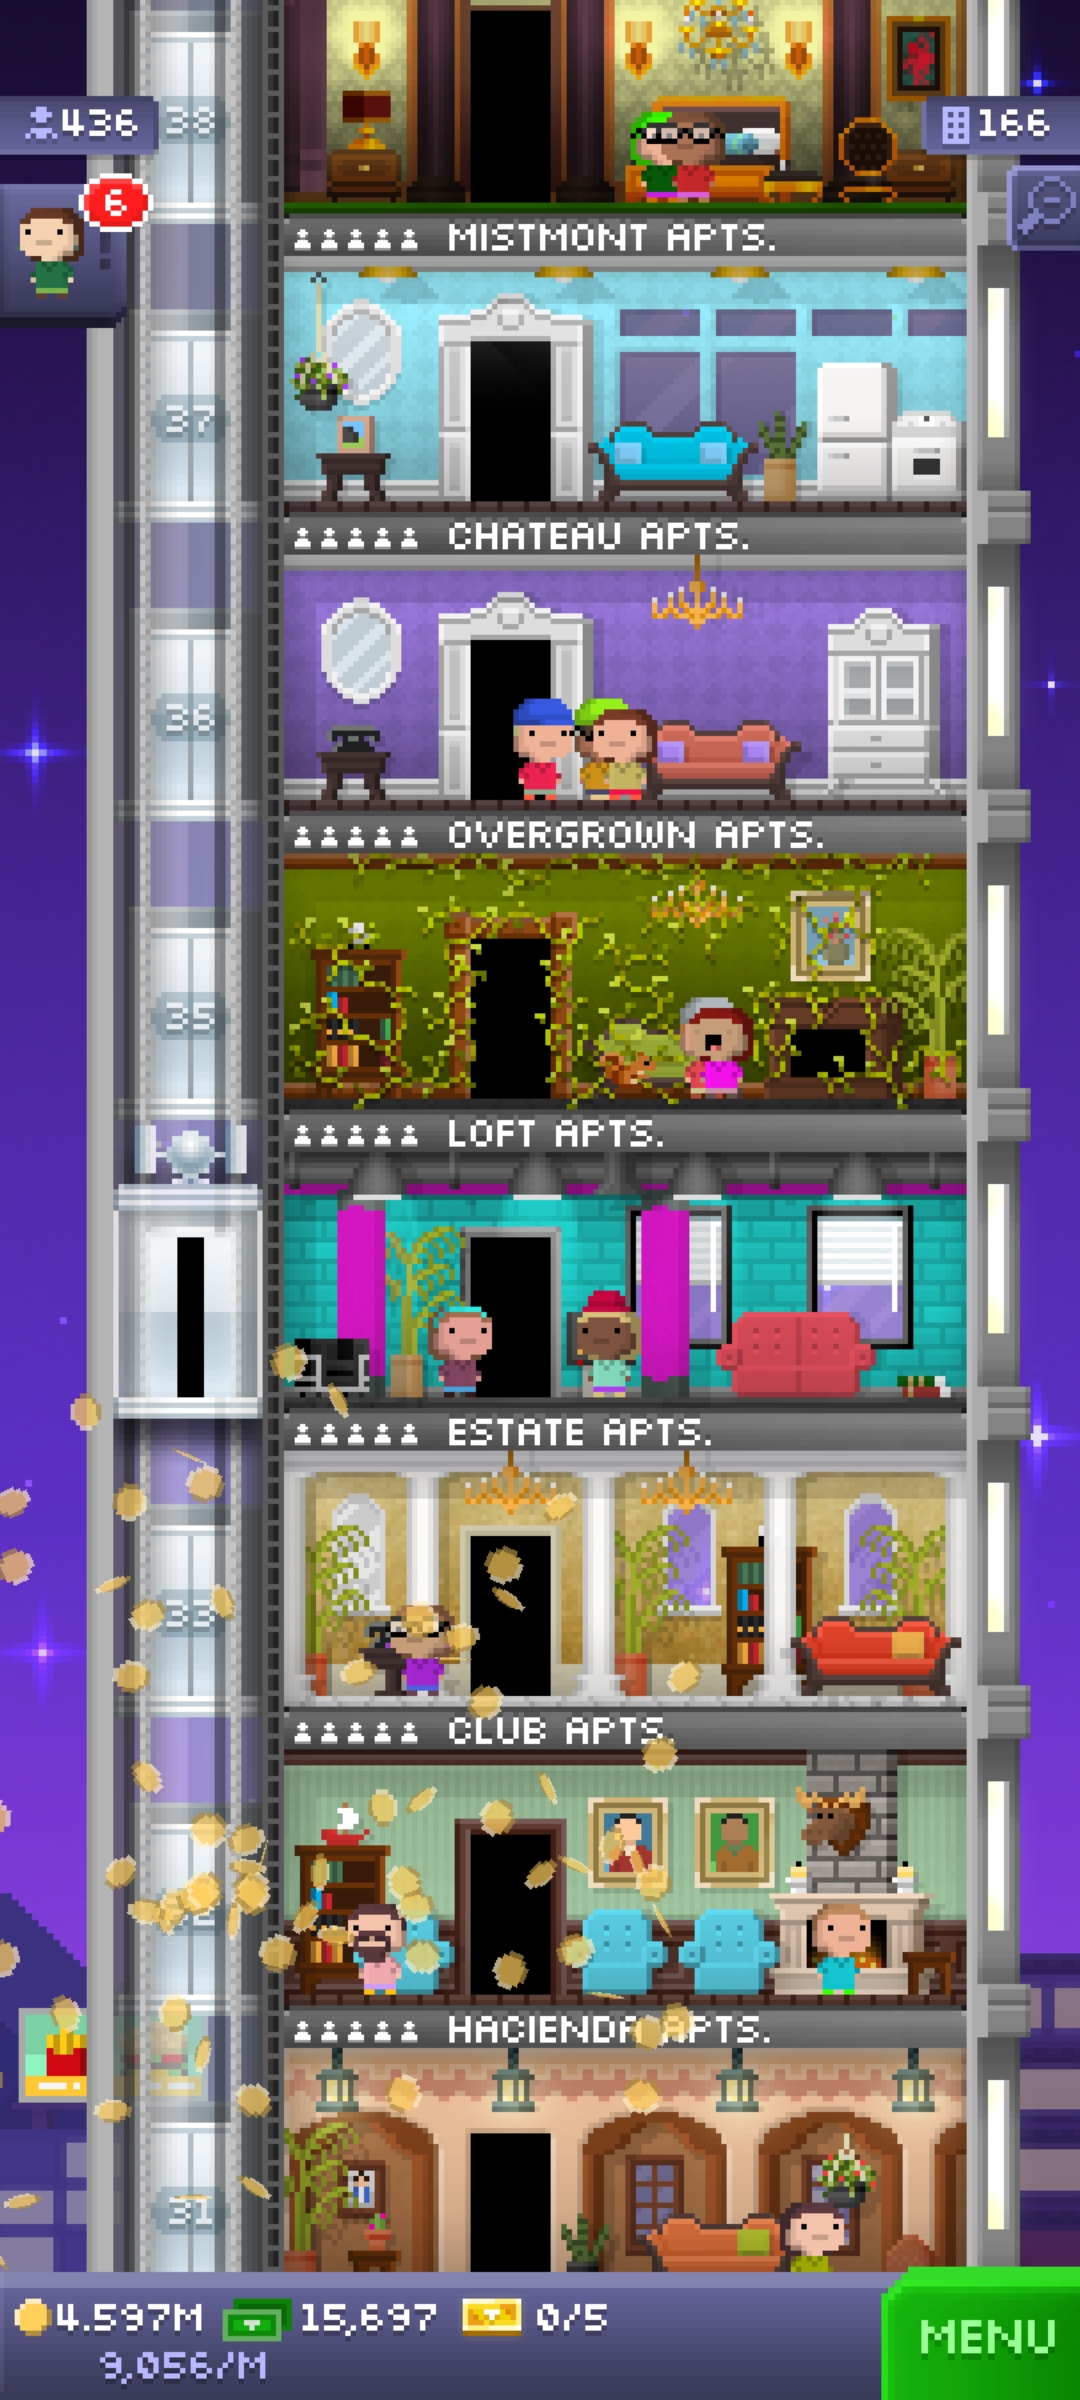 436
38
166
6
MISTMONT APTS.
37
CHATEAU APTS.
36
OVERGROWN APTS.
35
LOFT APTS.
ESTATE APTS.
33
CLUB APTS.
HACIENDA APTS.
31
4.597M
15,697
0/5
9,056/M
MENU